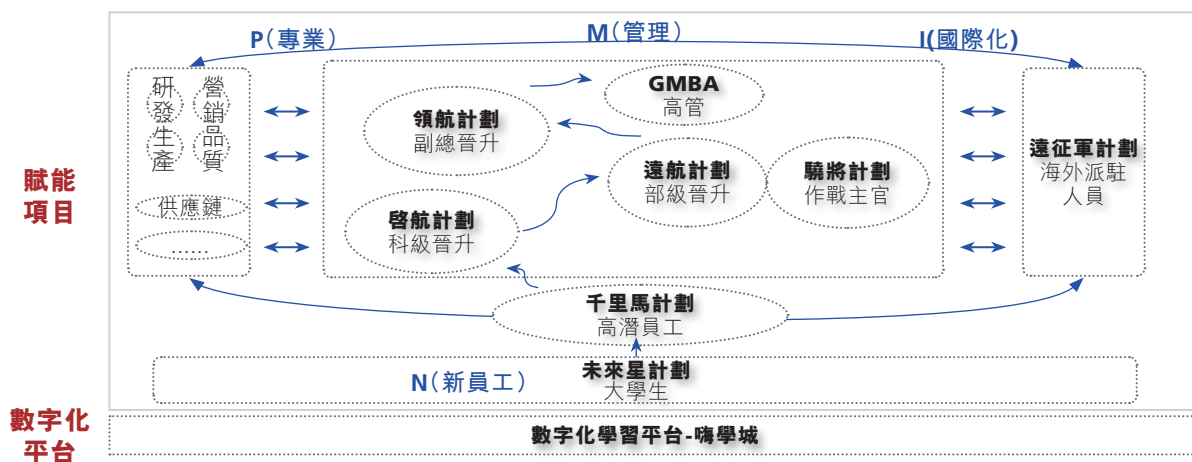 P(專業)
M(管理)
I(國際化)
研發
營銷
生產
品質
供應鏈
.....
GMBA
高管
領航計劃
副總晉升
遠航計劃
部級晉升
驍將計劃
作戰主官
啓航計劃
科級晉升
遠征軍計劃
海外派駐
人員
賦能
項目
千里馬計劃
高潛員工
N(新員工)
未來星計劃
大學生
數字化
平台
數字化學習平台-嗨學城